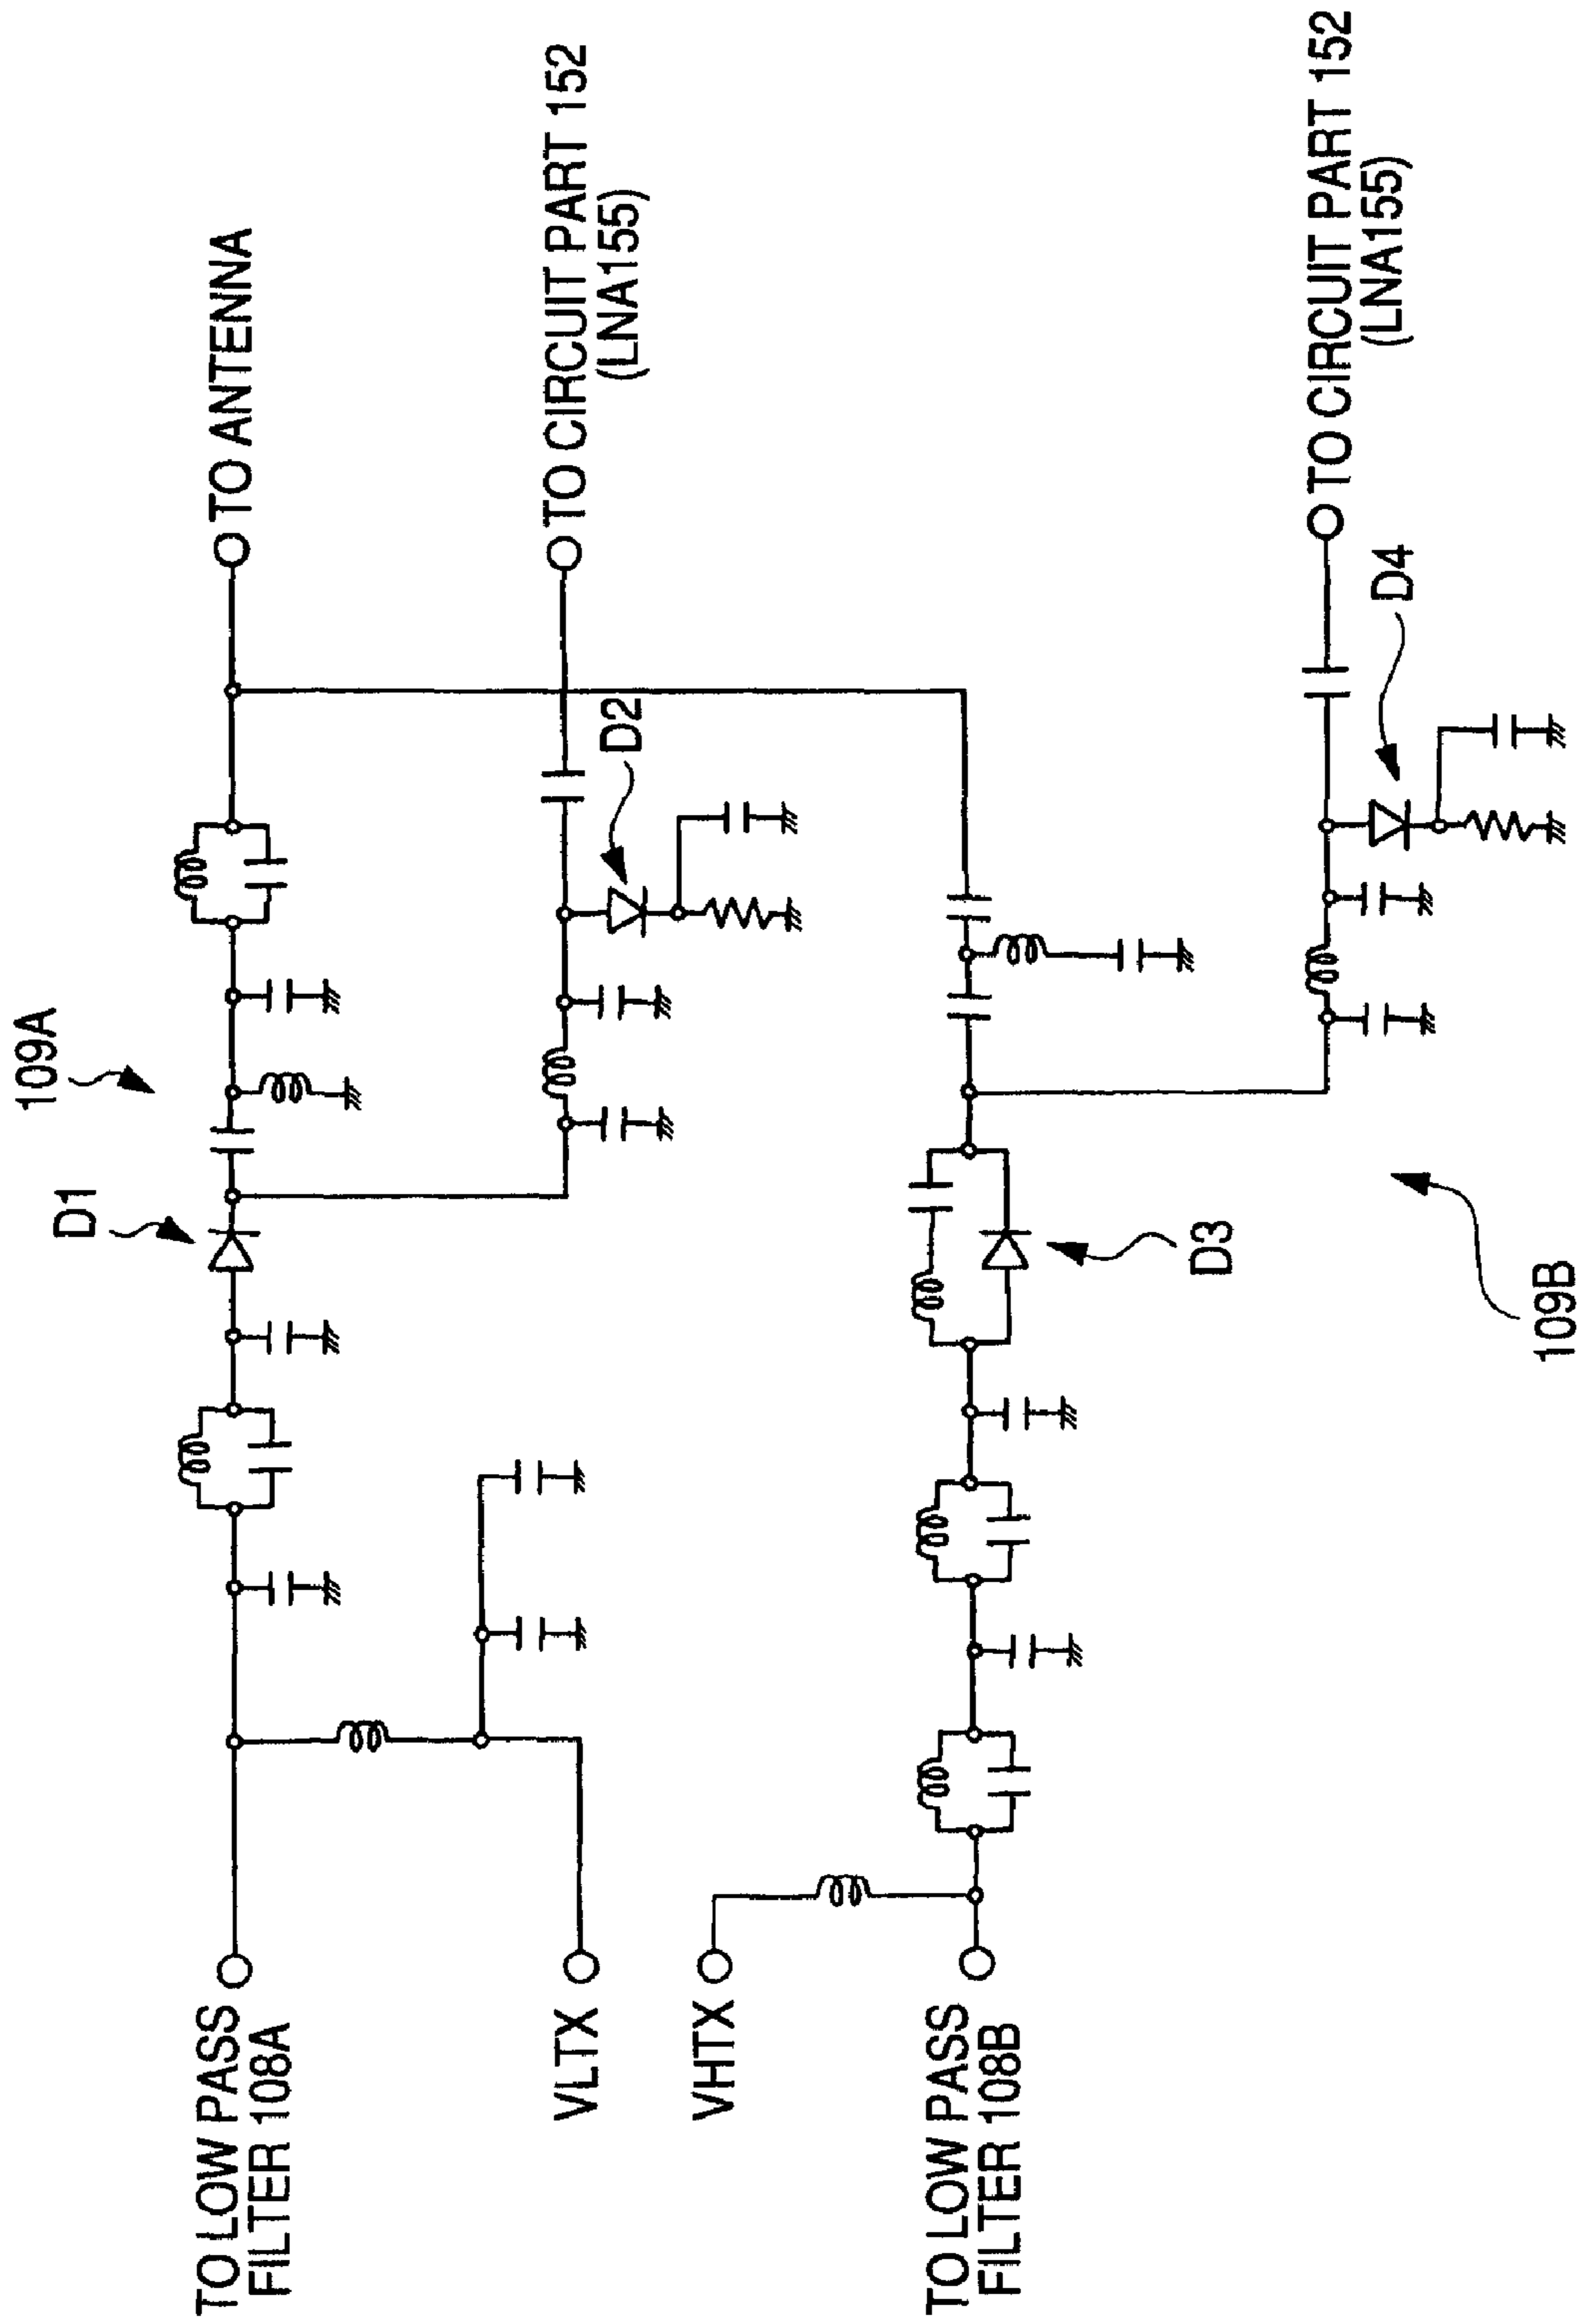 109A
D1
TO ANTENNA
TO CIRCUIT PART 152
(LNA155)
D2
TO LOW PASS
FILTER 108A
VLTX
VHTX
TO LOW PASS
FILTER 108B
D3
TO CIRCUIT PART 152
(LNA155)
D4
109B